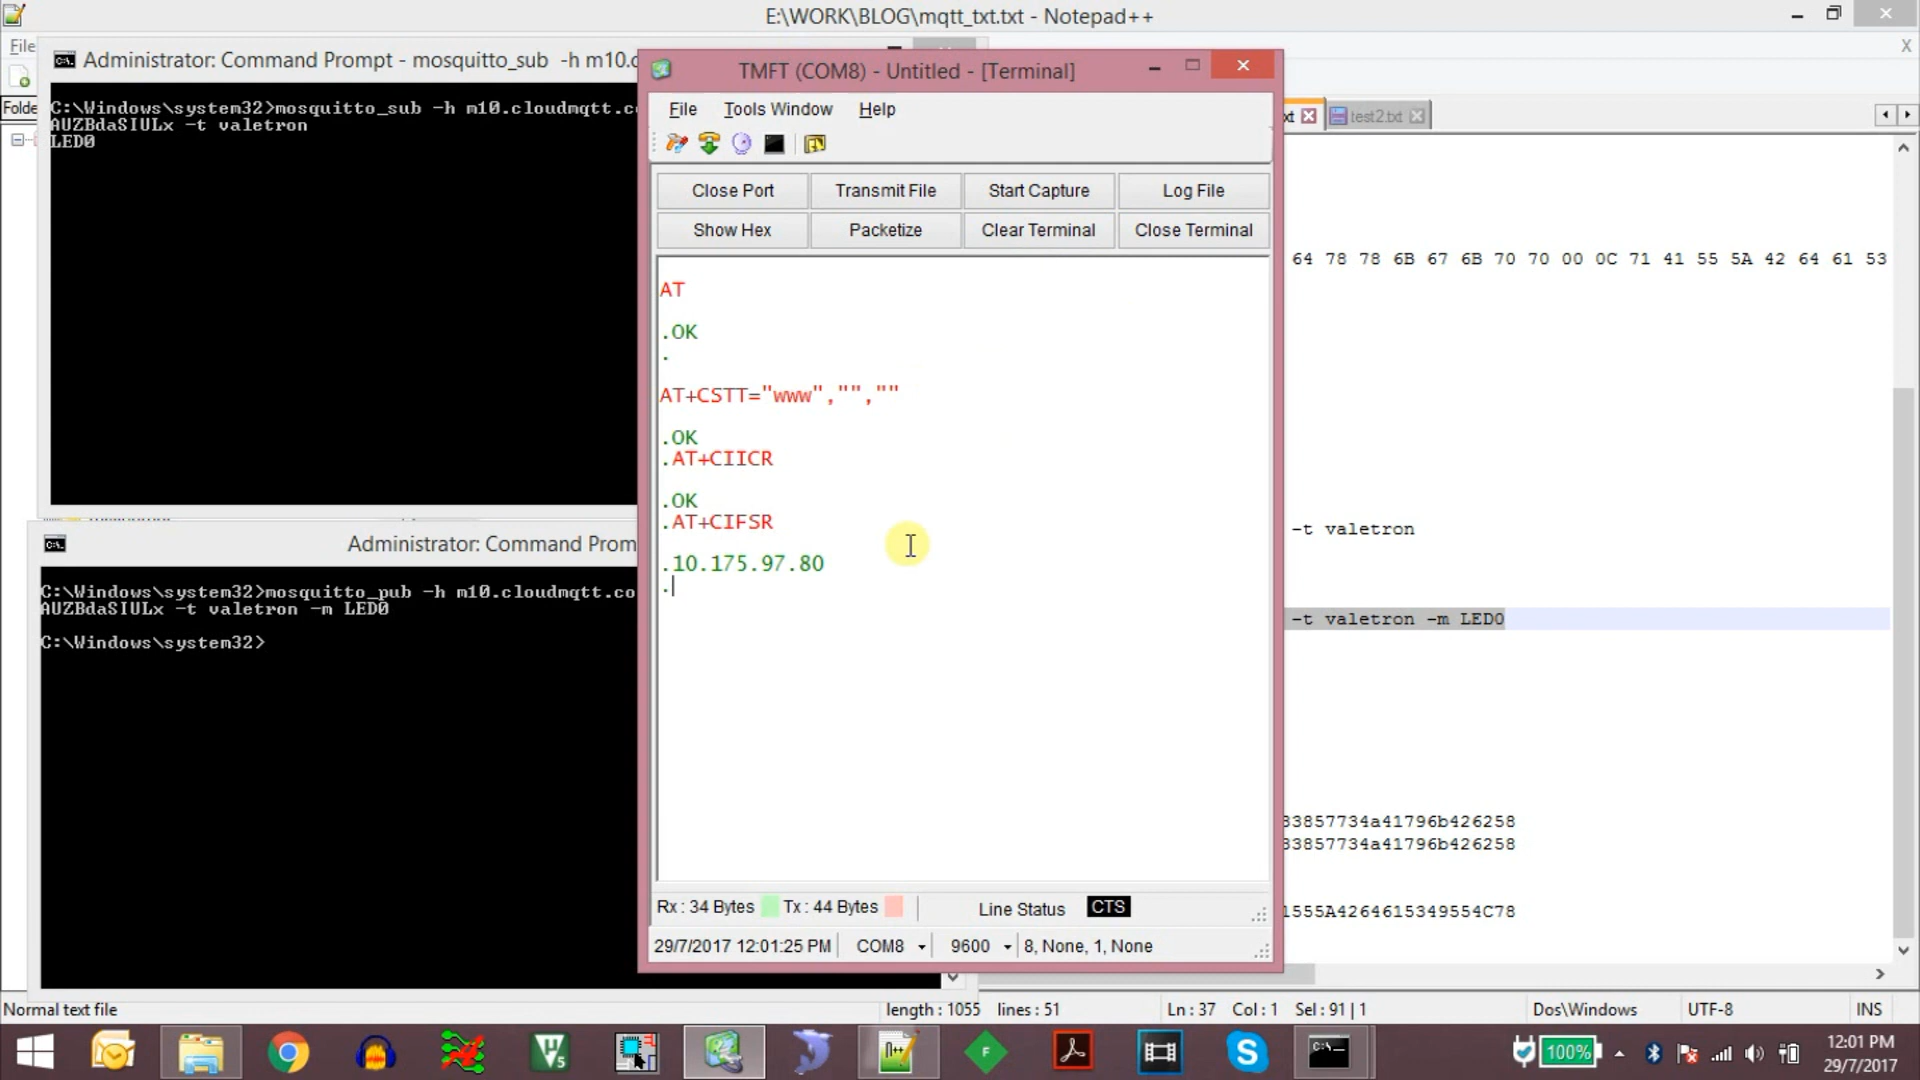 E:\WORK\BLOG\mqtt_txt.txt - Notepad++
File
X
Folde
xt
test2.txt
Administrator: Command Prompt - mosquitto_sub -h m10.c
C:\Windows\system32>mosquitto_sub -h m10.cloudmqtt.co
AUZBdaSIULx -t valetron
LED0
TMFT (COM8) - Untitled - [Terminal]
File Tools Window Help
Close Port Transmit File Start Capture Log File
Show Hex Packetize Clear Terminal Close Terminal
AT
.OK
.
AT+CSTT="www","",""
.OK
.AT+CIICR
.OK
.AT+CIFSR
.10.175.97.80
.
Rx : 34 Bytes Tx : 44 Bytes Line Status CTS
29/7/2017 12:01:25 PM COM8 9600 8, None, 1, None
64 78 78 6B 67 6B 70 70 00 0C 71 41 55 5A 42 64 61 53
-t valetron
-t valetron -m LED0
33857734a41796b426258
33857734a41796b426258
1555A4264615349554C78
Administrator: Command Prom
C:\Windows\system32>mosquitto_pub -h m10.cloudmqtt.co
AUZBdaSIULx -t valetron -m LED0
C:\Windows\system32>
Normal text file length : 1055 lines : 51 Ln : 37 Col : 1 Sel : 91 | 1 Dos\Windows UTF-8 INS
100%
12:01 PM
29/7/2017